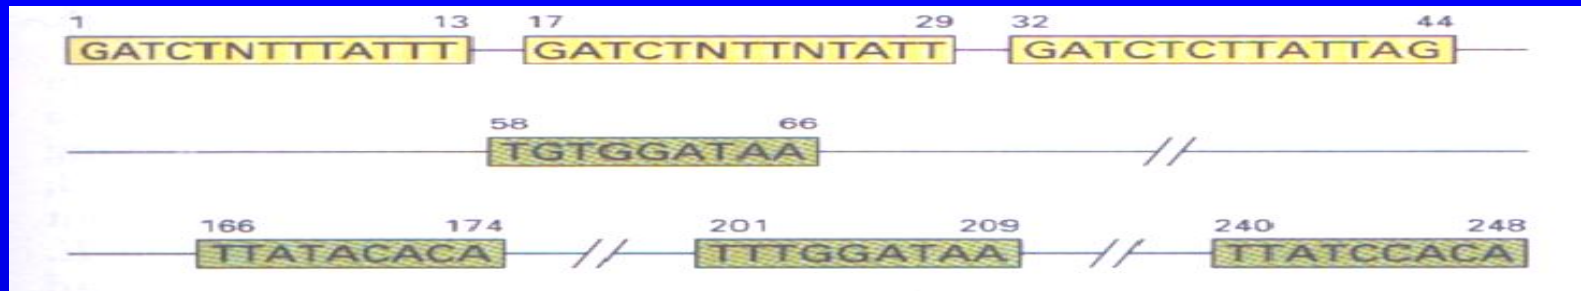 1 13 17 29 32 44
GATCTNTTTATTT GATCTNTTNTATT GATCTCTTATTAG
58 66
TGTGGATAA
166 174 201 209 240 248
TTATACACA TTTGGATAA TTATCCACA